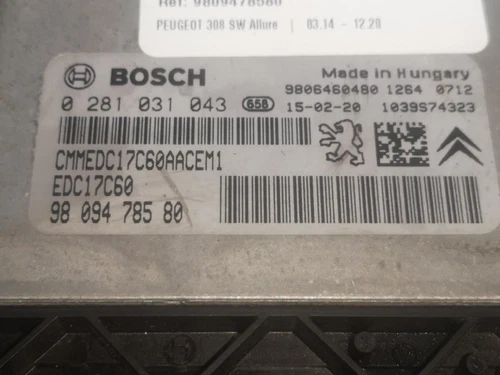 Ref: 9809478580
PEUGEOT 308 SW Allure | 03.14 - 12.20
BOSCH
Made in Hungary
0 281 031 043 658
9806460480 1264 0712
15-02-20 1039S74323
CMMEDC17C60AACEM1
EDC17C60
98 094 785 80